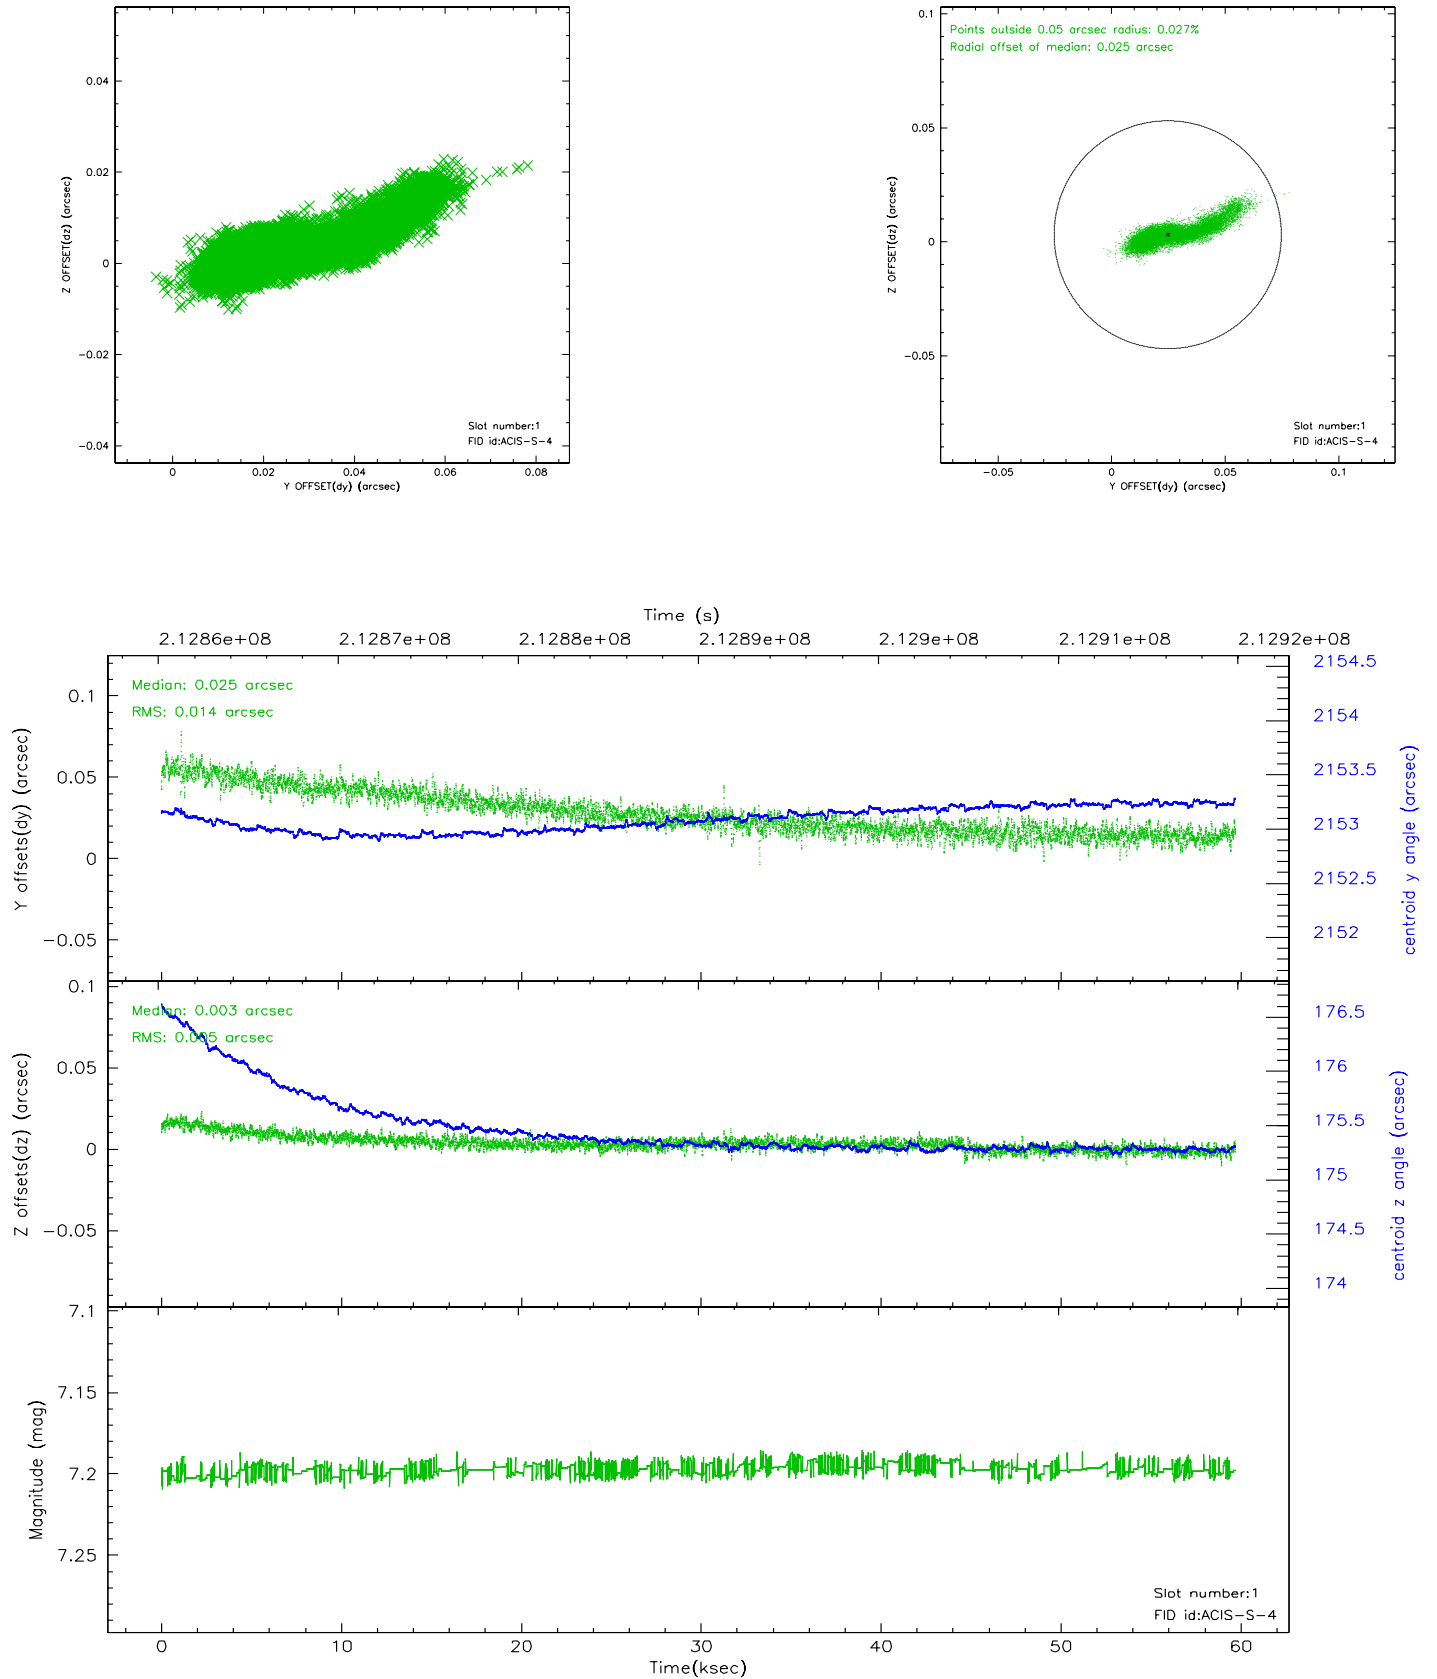 0.04
0.02
0
−0.02
−0.04
Z OFFSET(dz) (arcsec)
Slot number:1
FID id:ACIS−S−4
0 0.02 0.04 0.06 0.08
Y OFFSET(dy) (arcsec)
Points outside 0.05 arcsec radius: 0.027%
Radial offset of median: 0.025 arcsec
0.1
0.05
0
−0.05
Z OFFSET(dz) (arcsec)
Slot number:1
FID id:ACIS−S−4
−0.05 0 0.05 0.1
Y OFFSET(dy) (arcsec)
Time (s)
2.1286e+08 2.1287e+08 2.1288e+08 2.1289e+08 2.129e+08 2.1291e+08 2.1292e+08
Median: 0.025 arcsec
RMS: 0.014 arcsec
0.1
0.05
0
−0.05
Y offsets(dy) (arcsec)
2154.5
2154
2153.5
2153
2152.5
2152
centroid y angle (arcsec)
Median: 0.003 arcsec
RMS: 0.005 arcsec
0.1
0.05
0
−0.05
Z offsets(dz) (arcsec)
176.5
176
175.5
175
174.5
174
centroid z angle (arcsec)
7.1
7.15
7.2
7.25
Magnitude (mag)
Slot number:1
FID id:ACIS−S−4
0 10 20 30 40 50 60
Time(ksec)